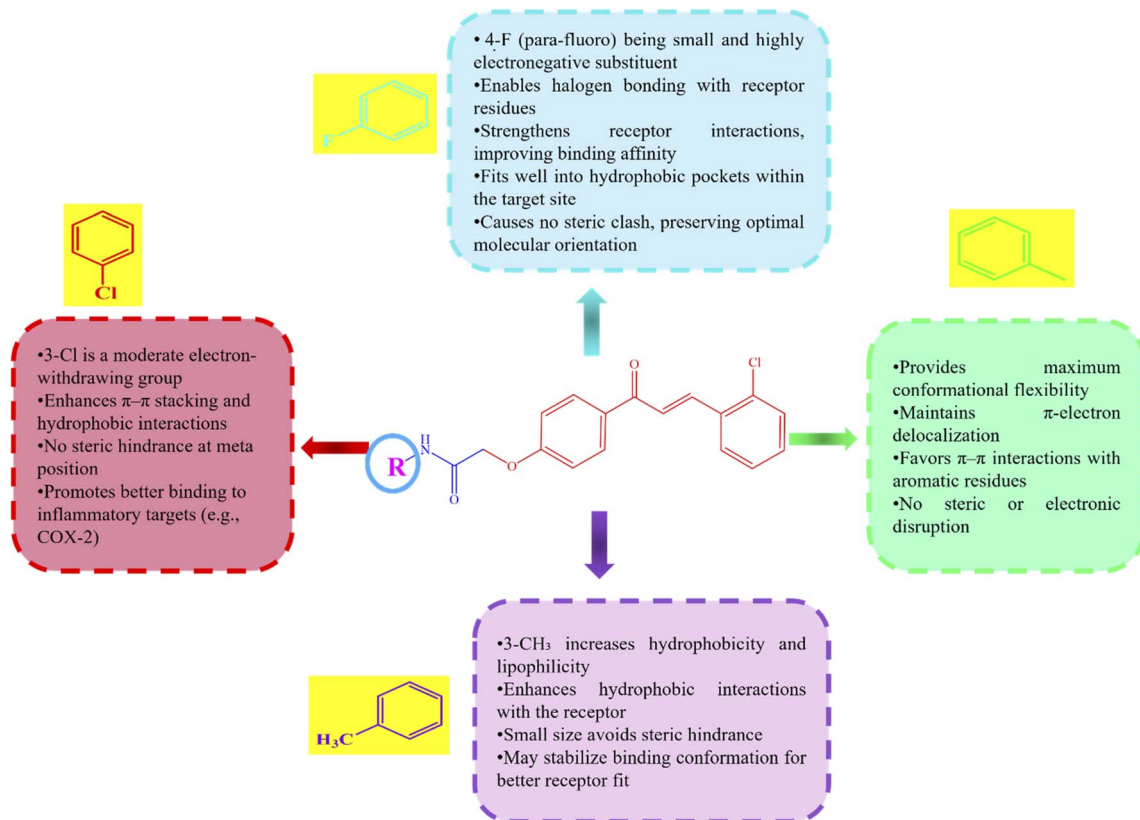 • 4-F (para-fluoro) being small and highly
electronegative substituent
•Enables halogen bonding with receptor
residues
•Strengthens receptor interactions,
improving binding affinity
•Fits well into hydrophobic pockets within
the target site
•Causes no steric clash, preserving optimal
molecular orientation
F
Cl
•3-Cl is a moderate electron-
withdrawing group
•Enhances π–π stacking and
hydrophobic interactions
•No steric hindrance at meta
position
•Promotes better binding to
inflammatory targets (e.g.,
COX-2)
R
H
N
O
O
O
Cl
•Provides maximum
conformational flexibility
•Maintains π-electron
delocalization
•Favors π–π interactions with
aromatic residues
•No steric or electronic
disruption
H₃C
•3-CH₃ increases hydrophobicity and
lipophilicity
•Enhances hydrophobic interactions
with the receptor
•Small size avoids steric hindrance
•May stabilize binding conformation for
better receptor fit